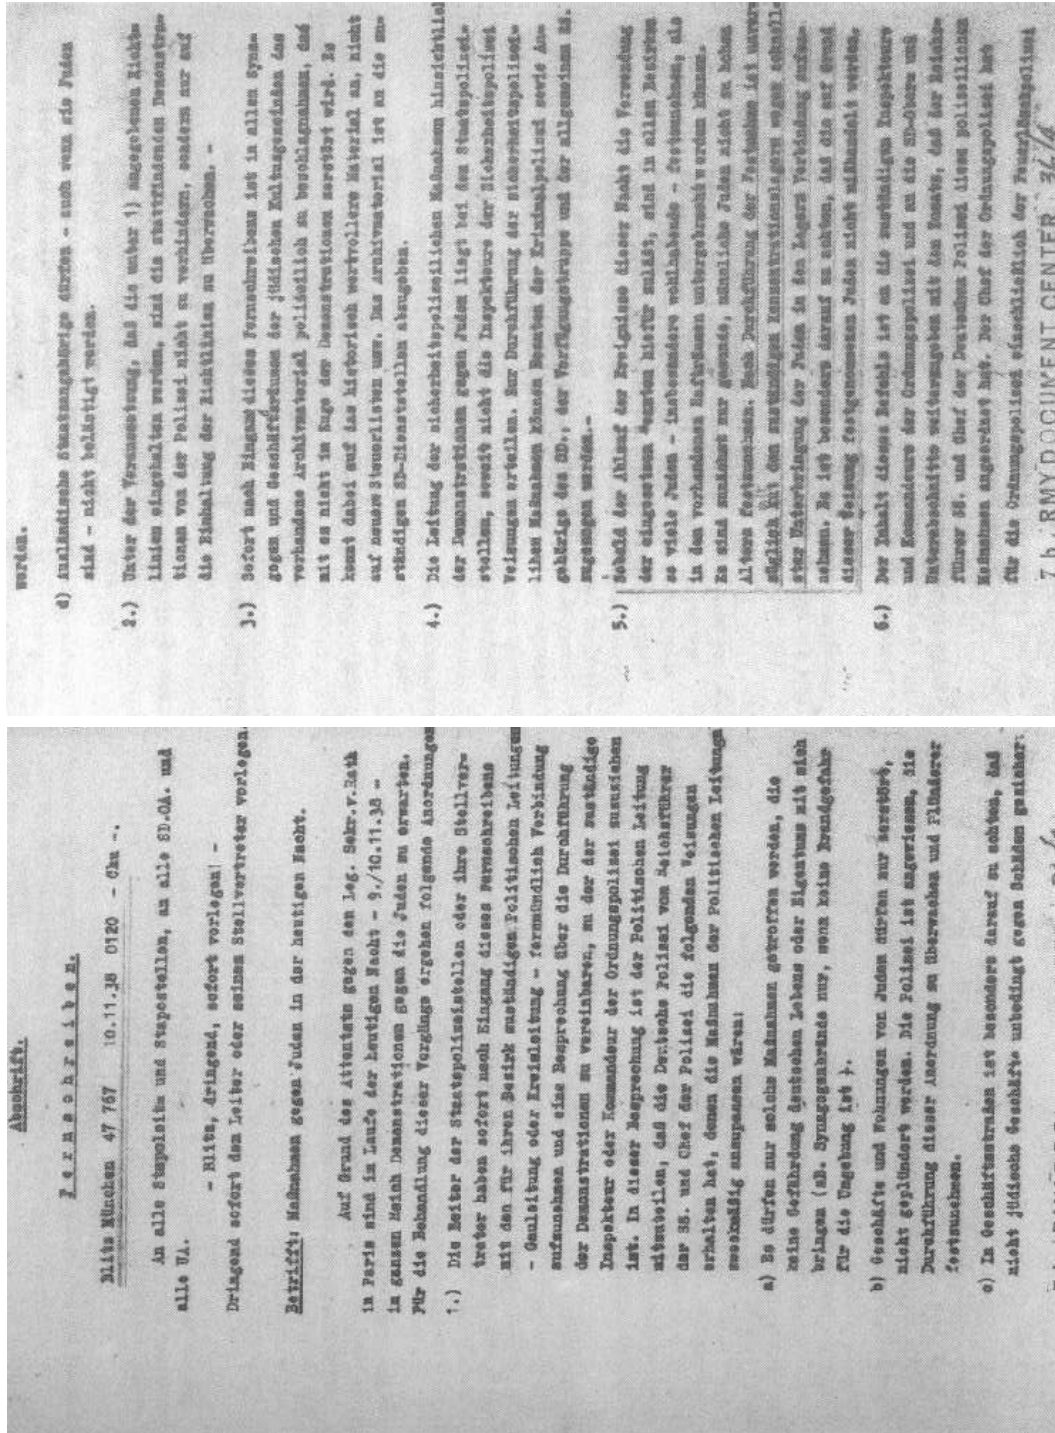 Abschrift.
Fernschreiben.
Blitz München 47 767 10.11.38 0120 - Gku -.
An alle Stapoleitn und Stapostellen, an alle SD.OA. und
alle UA.
- Blitz, dringend, sofort vorlegen! -
Dringend sofort dem Leiter oder seinem Stellvertreter vorlegen.
Betrifft: Maßnahmen gegen Juden in der heutigen Nacht.
Auf Grund des Attentats gegen den Leg. Sekr.v.Rath
in Paris sind im Laufe der heutigen Nacht - 9./10.11.38 -
im ganzen Reich Demonstrationen gegen die Juden zu erwarten.
Für die Behandlung dieser Vorgänge ergehen folgende Anordnungen
1.) Die Leiter der Staatspolizeistellen oder ihre Stellver-
treter haben sofort nach Eingang dieses Fernschreibens
mit den für ihren Bezirk zuständigen Politischen Leitungen
- Gauleitung oder Kreisleitung - fernmündlich Verbindung
aufzunehmen und eine Besprechung über die Durchführung
der Demonstrationen zu vereinbaren, zu der der zuständige
Inspekteur oder Kommandeur der Ordnungspolizei zuzuziehen
ist. In dieser Besprechung ist der Politischen Leitung
mitzuteilen, daß die Deutsche Polizei vom Reichsführer
der SS. und Chef der Polizei die folgenden Weisungen
erhalten hat, denen die Maßnahmen der Politischen Leitungen
zweckmäßig anzupassen wären:
a) Es dürfen nur solche Maßnahmen getroffen werden, die
keine Gefährdung deutschen Lebens oder Eigentums mit sich
bringen (zB. Synagogenbrände nur, wenn keine Brandgefahr
für die Umgebung ist ).
b) Geschäfte und Wohnungen von Juden dürfen nur zerstört,
nicht geplündert werden. Die Polizei ist angewiesen, die
Durchführung dieser Anordnung zu überwachen und Plünderer
festzunehmen.
c) In Geschäftsstraßen ist besonders darauf zu achten, daß
nicht jüdische Geschäfte unbedingt gegen Schäden gesichert
werden.
d) Ausländische Staatsangehörige dürfen - auch wenn sie Juden
sind - nicht belästigt werden.
2.) Unter der Voraussetzung, daß die unter 1) angegebenen Richt-
linien eingehalten werden, sind die stattfindenden Demonstra-
tionen von der Polizei nicht zu verhindern, sondern nur auf
die Einhaltung der Richtlinien zu überwachen. -
3.) Sofort nach Eingang dieses Fernschreibens ist in allen Syna-
gogen und Geschäftsräumen der jüdischen Kultusgemeinden das
vorhandene Archivmaterial polizeilich zu beschlagnahmen, daß
mit es nicht im Zuge der Demonstrationen zerstört wird. Es
kommt dabei auf das historisch wertvollere Material an, nicht
auf neuere Steuerlisten usw. Das Archivmaterial ist an die zu-
ständigen SD-Dienststellen abzugeben.
4.) Die Leitung der sicherheitspolizeilichen Maßnahmen hinsichtlich
der Demonstrationen gegen Juden liegt bei den Staatspolizei-
stellen, soweit nicht die Inspekteure der Sicherheitspolizei
Weisungen erteilen. Zur Durchführung der sicherheitspolizei-
lichen Maßnahmen können Beamten der Kriminalpolizei sowie An-
gehörige des SD., der Verfügungstruppe und der allgemeinen SS.
zugezogen werden.-
5.) Sobald der Ablauf der Ereignisse dieser Nacht die Verwendung
der eingesetzten Beamten hierfür zuläßt, sind in allen Bezirken
so viele Juden - insbesondere wohlhabende - festzunehmen, als
in den vorhandenen Hafträumen untergebracht werden können.
Es sind zunächst nur gesunde, männliche Juden nicht zu hohen
Alters festzunehmen. Nach Durchführung der Festnahme ist unver-
züglich mit den zuständigen Konzentrationslagern wegen schnell-
ster Unterbringung der Juden in den Lagern Verbindung aufzu-
nehmen. Es ist besonders darauf zu achten, daß die auf Grund
dieser Weisung festgenommenen Juden nicht mißhandelt werden.
6.) Der Inhalt dieses Befehls ist an die zuständigen Inspekteure
und Kommandeure der Ordnungspolizei und an die SD-Obers und
Unterabschnitte weiterzugeben mit dem Zusatz, daß der Reichs-
führer SS. und Chef der Deutschen Polizei diese polizeilichen
Maßnahmen angeordnet hat. Der Chef der Ordnungspolizei hat
für die Ordnungspolizei einschließlich der Feuerlöschpolizei
7.b. RMY DOCUMENT CENTER